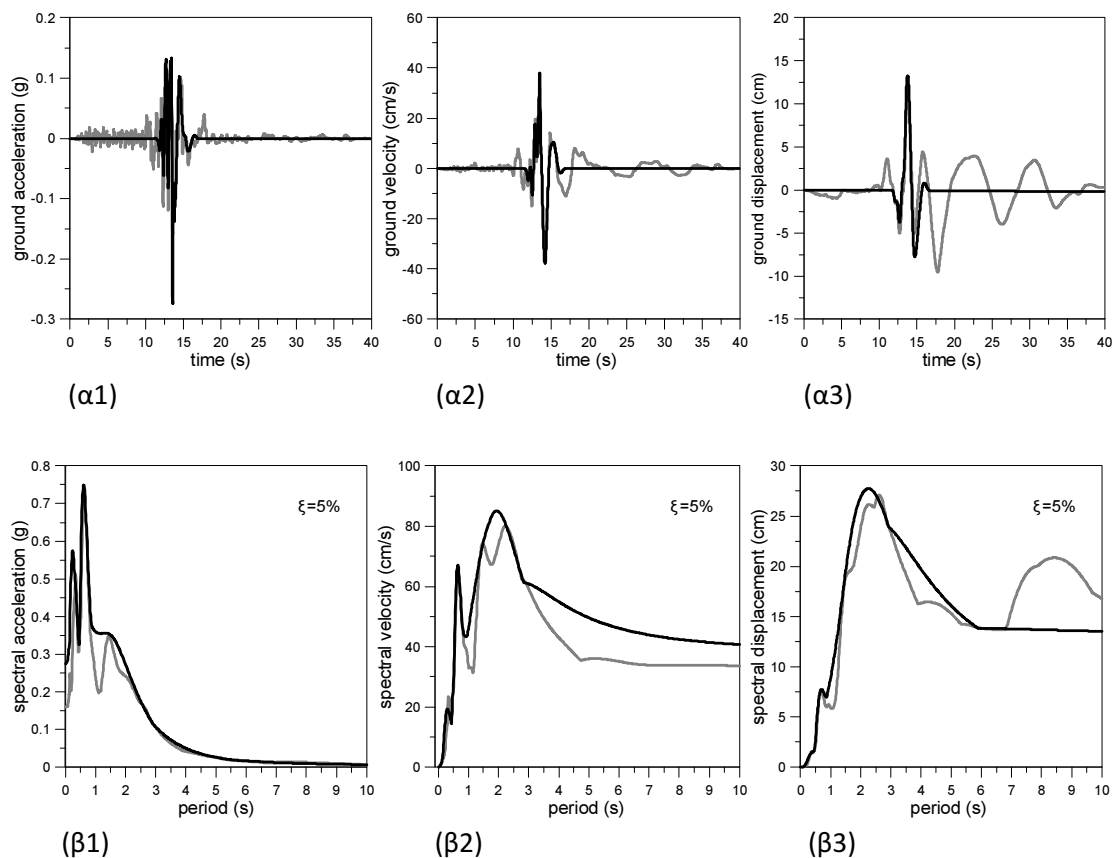 ground acceleration (g)
0.2
0.1
0
-0.1
-0.2
-0.3
0 5 10 15 20 25 30 35 40
time (s)
(α1)
ground velocity (cm/s)
60
40
20
0
-20
-40
-60
0 5 10 15 20 25 30 35 40
time (s)
(α2)
ground displacement (cm)
20
15
10
5
0
-5
-10
-15
0 5 10 15 20 25 30 35 40
time (s)
(α3)
spectral acceleration (g)
0.8
0.7
0.6
0.5
0.4
0.3
0.2
0.1
0
ξ=5%
0 1 2 3 4 5 6 7 8 9 10
period (s)
(β1)
spectral velocity (cm/s)
100
80
60
40
20
0
ξ=5%
0 1 2 3 4 5 6 7 8 9 10
period (s)
(β2)
spectral displacement (cm)
30
25
20
15
10
5
0
ξ=5%
0 1 2 3 4 5 6 7 8 9 10
period (s)
(β3)